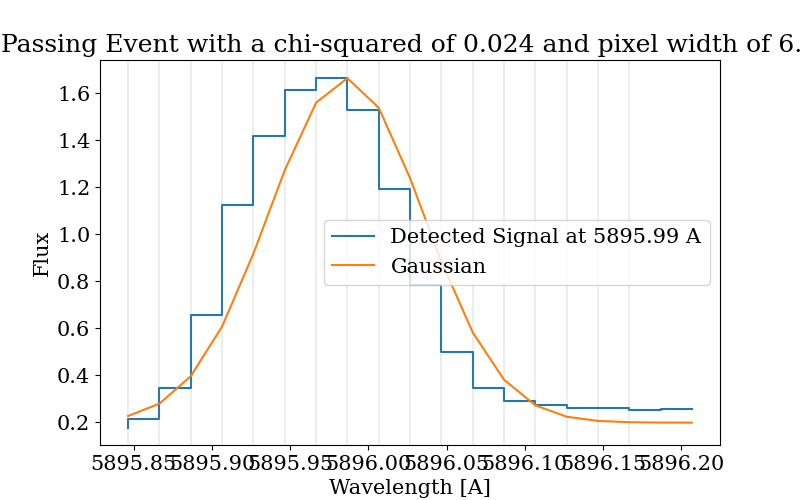 Passing Event with a chi-squared of 0.024 and pixel width of 6.
1.6
1.4
1.2
1.0
0.8
0.6
0.4
0.2
Flux
Detected Signal at 5895.99 A
Gaussian
5895.85 5895.90 5895.95 5896.00 5896.05 5896.10 5896.15 5896.20
Wavelength [A]